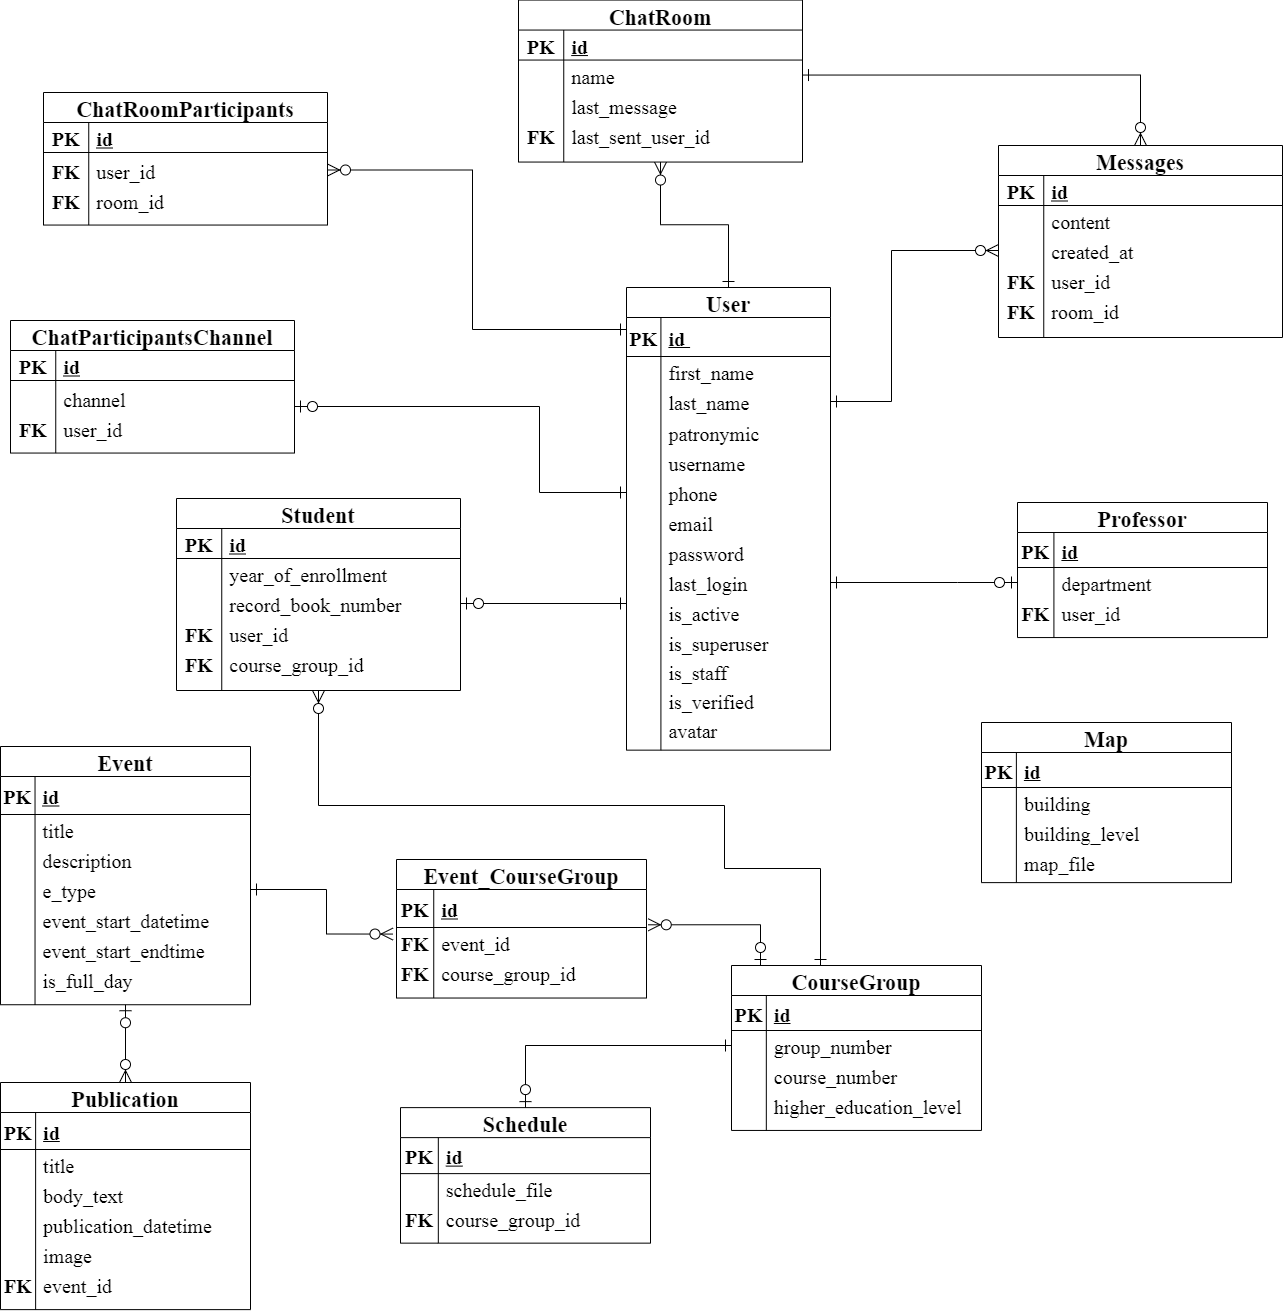 ChatRoom
PK id
name
last_message
FK last_sent_user_id
ChatRoomParticipants
PK id
FK user_id
FK room_id
Messages
PK id
content
created_at
FK user_id
FK room_id
User
PK id
first_name
last_name
patronymic
username
phone
email
password
last_login
is_active
is_superuser
is_staff
is_verified
avatar
ChatParticipantsChannel
PK id
channel
FK user_id
Student
PK id
year_of_enrollment
record_book_number
FK user_id
FK course_group_id
Professor
PK id
department
FK user_id
Map
PK id
building
building_level
map_file
Event
PK id
title
description
e_type
event_start_datetime
event_start_endtime
is_full_day
Event_CourseGroup
PK id
FK event_id
FK course_group_id
CourseGroup
PK id
group_number
course_number
higher_education_level
Schedule
PK id
schedule_file
FK course_group_id
Publication
PK id
title
body_text
publication_datetime
image
FK event_id